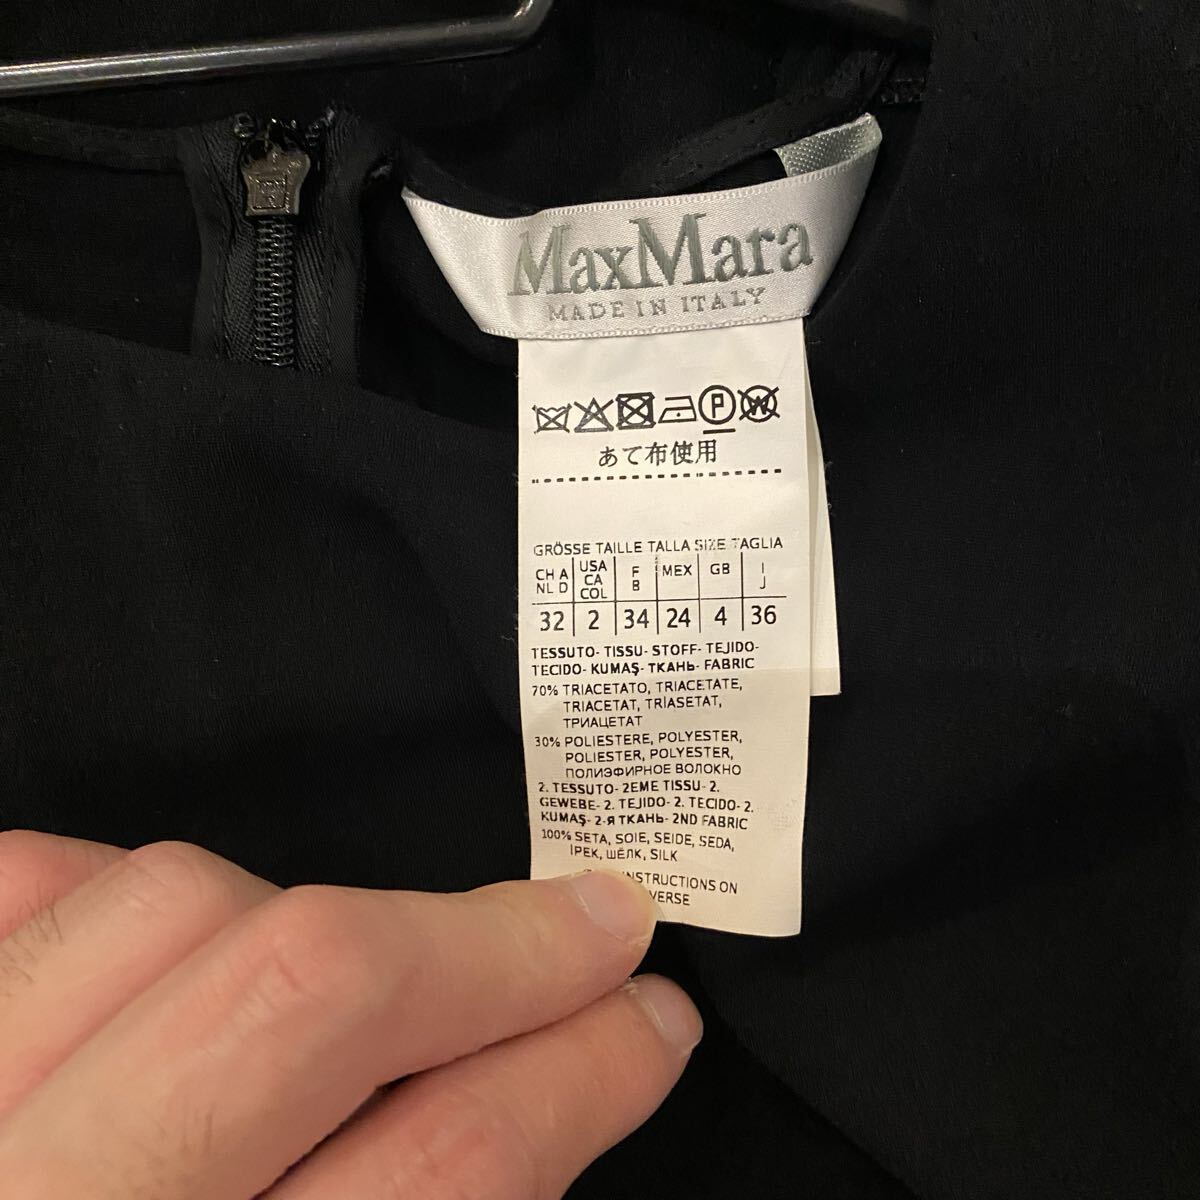 MaxMara
MADE IN ITALY
P W
あて布使用
GRÖSSE TAILLE TALLA SIZE TAGLIA
CH A NL D USA CA COL F B MEX GB I J
32 2 34 24 4 36
TESSUTO- TISSU- STOFF- TEJIDO-
TECIDO- KUMAŞ- ТКАНЬ- FABRIC
70% TRIACETATO, TRIACETATE,
TRIACETAT, TRİASETAT,
ТРИАЦЕТАТ
30% POLIESTERE, POLYESTER,
POLIESTER, POLYESTER,
ПОЛИЭФИРНОЕ ВОЛОКНО
2. TESSUTO- 2EME TISSU- 2.
GEWEBE- 2. TEJIDO- 2. TECIDO- 2.
KUMAŞ- 2-Я ТКАНЬ- 2ND FABRIC
100% SETA, SOIE, SEIDE, SEDA,
İPEK, ШЁЛК, SILK
INSTRUCTIONS ON